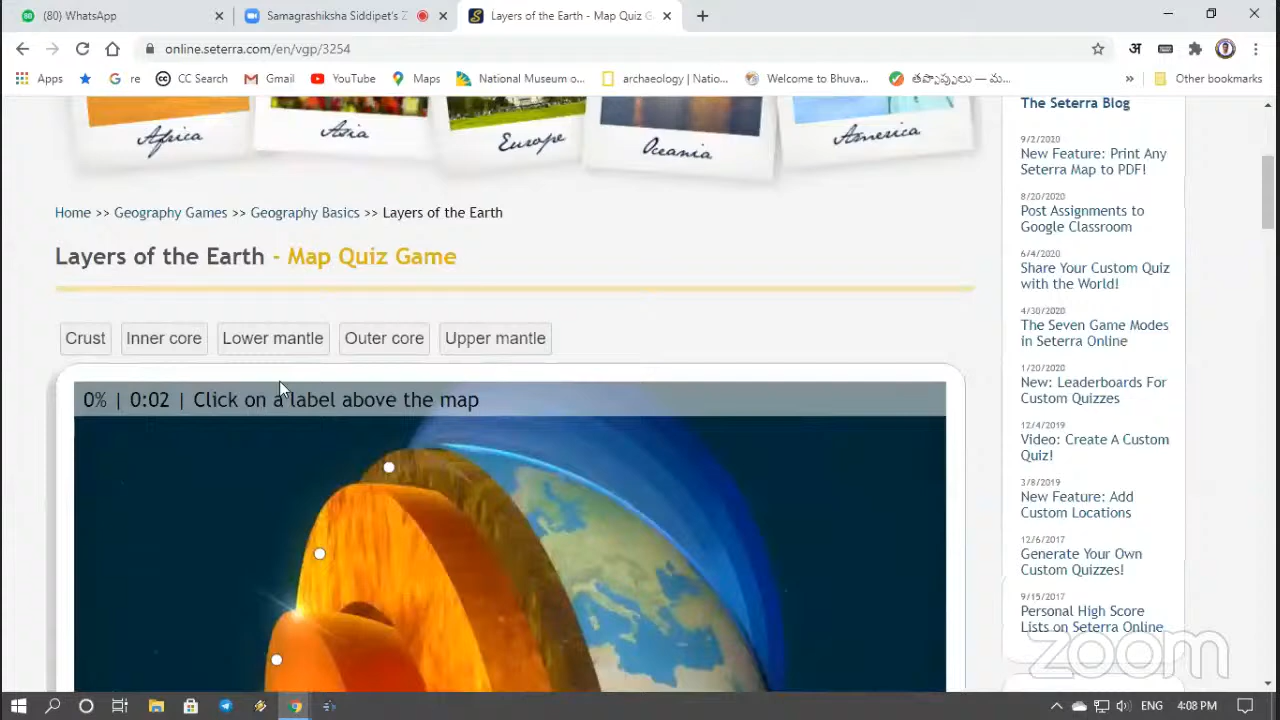 (80) WhatsApp
Samagrashiksha Siddipet's Z
Layers of the Earth - Map Quiz G
online.seterra.com/en/vgp/3254
Apps
re
CC Search
Gmail
YouTube
Maps
National Museum o...
archaeology | Natio...
Welcome to Bhuva...
తప్పొప్పులు — మ...
Other bookmarks
Africa
Asia
Europe
Oceania
America
Home >> Geography Games >> Geography Basics >> Layers of the Earth
Layers of the Earth - Map Quiz Game
Crust
Inner core
Lower mantle
Outer core
Upper mantle
0% | 0:02 | Click on a label above the map
The Seterra Blog
9/2/2020
New Feature: Print Any
Seterra Map to PDF!
8/20/2020
Post Assignments to
Google Classroom
6/4/2020
Share Your Custom Quiz
with the World!
4/30/2020
The Seven Game Modes
in Seterra Online
1/20/2020
New: Leaderboards For
Custom Quizzes
12/4/2019
Video: Create A Custom
Quiz!
3/8/2019
New Feature: Add
Custom Locations
12/6/2017
Generate Your Own
Custom Quizzes!
9/15/2017
Personal High Score
Lists on Seterra Online
zoom
ENG
4:08 PM